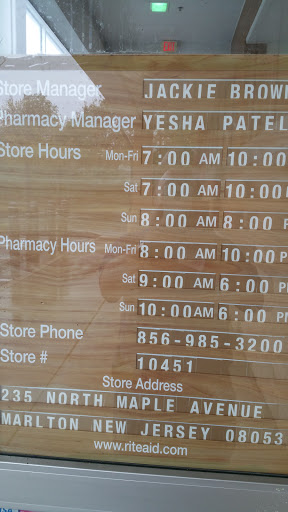 Store Manager JACKIE BROWN
Pharmacy Manager YESHA PATEL
Store Hours Mon-Fri 7:00 AM 10:00
Sat 7:00 AM 10:00
Sun 8:00 AM 8:00 P
Pharmacy Hours Mon-Fri 8:00 AM 10:00 P
Sat 9:00 AM 6:00 PM
Sun 10:00 AM 6:00 PM
Store Phone 856-985-3200
Store # 10451
Store Address
235 NORTH MAPLE AVENUE
MARLTON NEW JERSEY 08053
www.riteaid.com